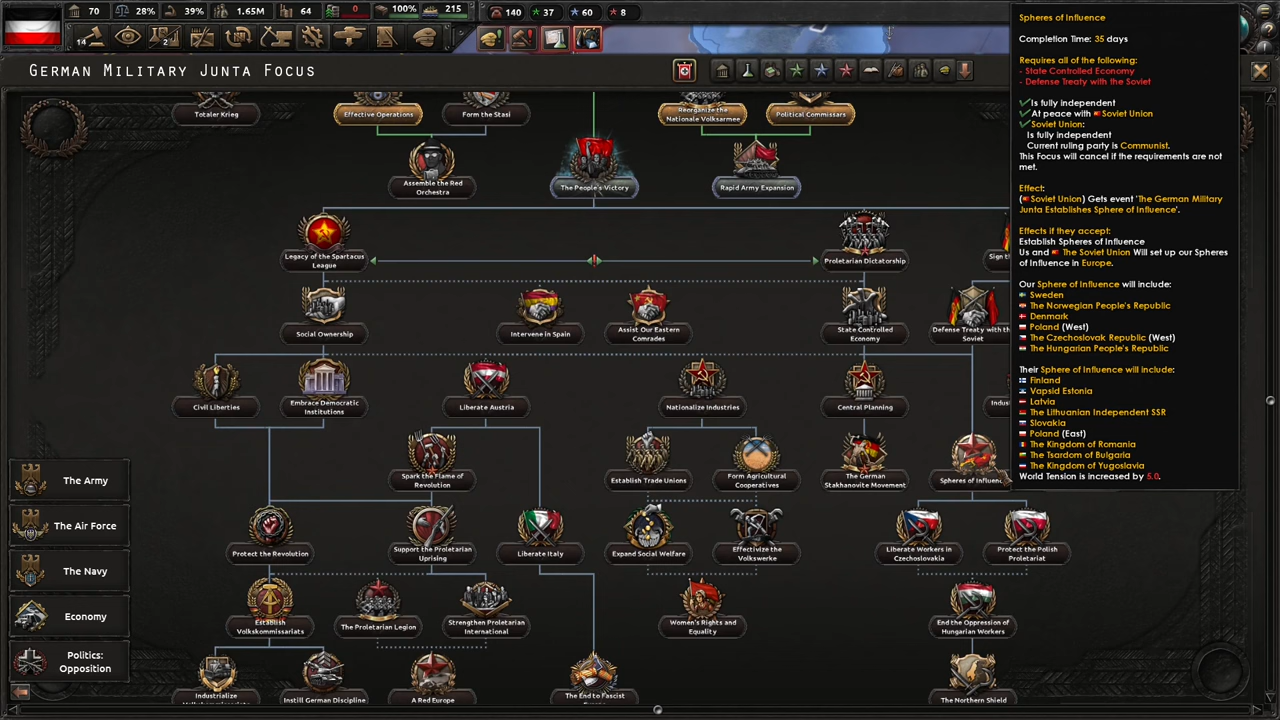 70 28% 39% 1.65M 64 0 100% 215 140 37 60 8
14 2
GERMAN MILITARY JUNTA FOCUS
Totaler Krieg
Effective Operations
Form the Stasi
Reorganize the
Nationale Volksarmee
Political Commissars
Assemble the Red
Orchestra
The People's Victory
Rapid Army Expansion
Legacy of the Spartacus
League
Proletarian Dictatorship
Sign th
Social Ownership
Intervene in Spain
Assist Our Eastern
Comrades
State Controlled
Economy
Defense Treaty with the
Soviet
Civil Liberties
Embrace Democratic
Institutions
Liberate Austria
Nationalize Industries
Central Planning
Indus
Spark the Flame of
Revolution
Establish Trade Unions
Form Agricultural
Cooperatives
The German
Stakhanovite Movement
Spheres of Influence
Protect the Revolution
Support the Proletarian
Uprising
Liberate Italy
Expand Social Welfare
Effectivize the
Volkswerke
Liberate Workers in
Czechoslovakia
Protect the Polish
Proletariat
Establish
Volkskommissariats
The Proletarian Legion
Strengthen Proletarian
International
Women's Rights and
Equality
End the Oppression of
Hungarian Workers
Industrialize
Instill German Discipline
A Red Europe
The End to Fascist
The Northern Shield
The Army
The Air Force
The Navy
Economy
Politics:
Opposition
Spheres of Influence
Completion Time: 35 days
Requires all of the following:
- State Controlled Economy
- Defense Treaty with the Soviet
Is fully independent
At peace with Soviet Union
Soviet Union:
Is fully independent
Current ruling party is Communist.
This Focus will cancel if the requirements are not
met.
Effect:
(Soviet Union) Gets event 'The German Military
Junta Establishes Sphere of Influence'.
Effects if they accept:
Establish Spheres of Influence
Us and The Soviet Union Will set up our Spheres
of Influence in Europe.
Our Sphere of Influence will include:
Sweden
The Norwegian People's Republic
Denmark
Poland (West)
The Czechoslovak Republic (West)
The Hungarian People's Republic
Their Sphere of Influence will include:
Finland
Vapsid Estonia
Latvia
The Lithuanian Independent SSR
Slovakia
Poland (East)
The Kingdom of Romania
The Tsardom of Bulgaria
The Kingdom of Yugoslavia
World Tension is increased by 5.0.